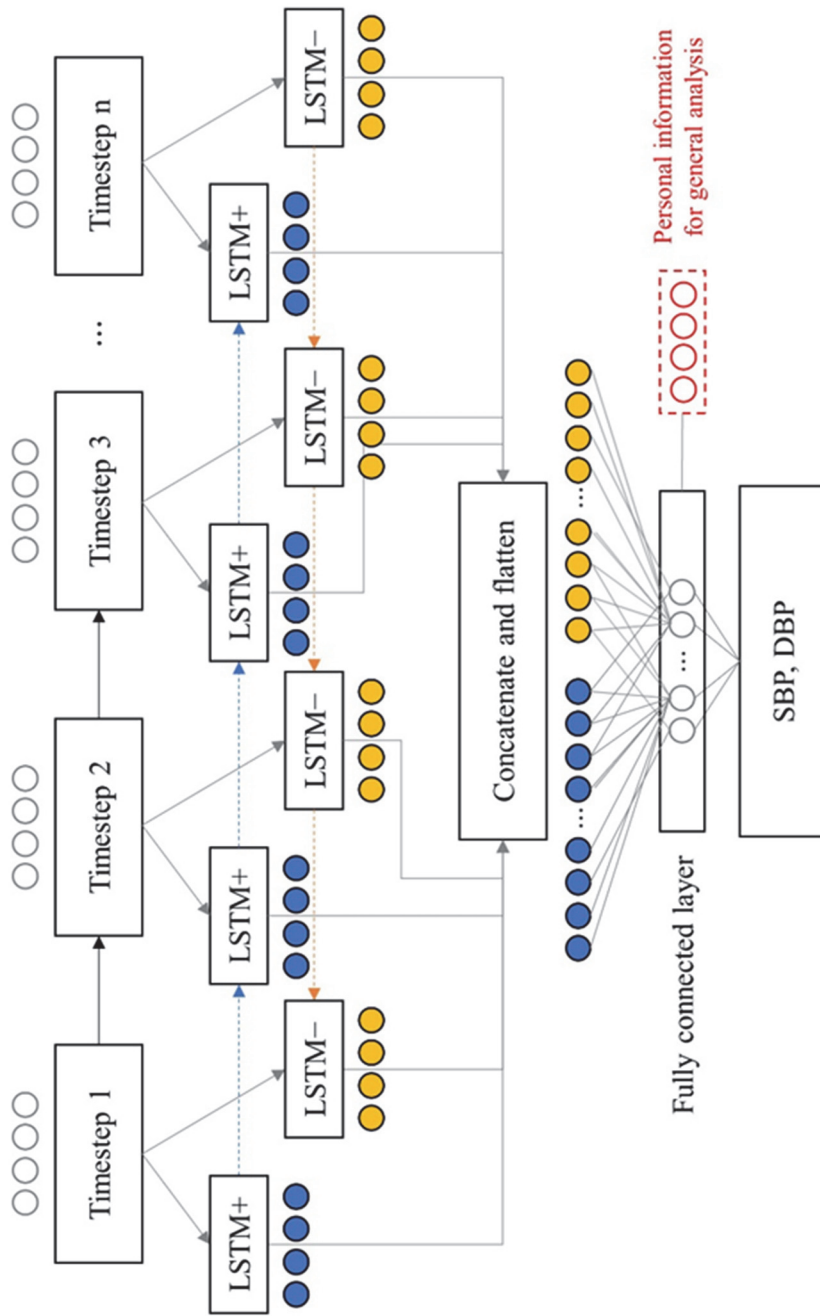 Timestep 1
Timestep 2
Timestep 3
...
Timestep n
LSTM+
LSTM+
LSTM+
LSTM+
LSTM−
LSTM−
LSTM−
LSTM−
Concatenate and flatten
...
...
Fully connected layer
...
Personal information
for general analysis
SBP, DBP